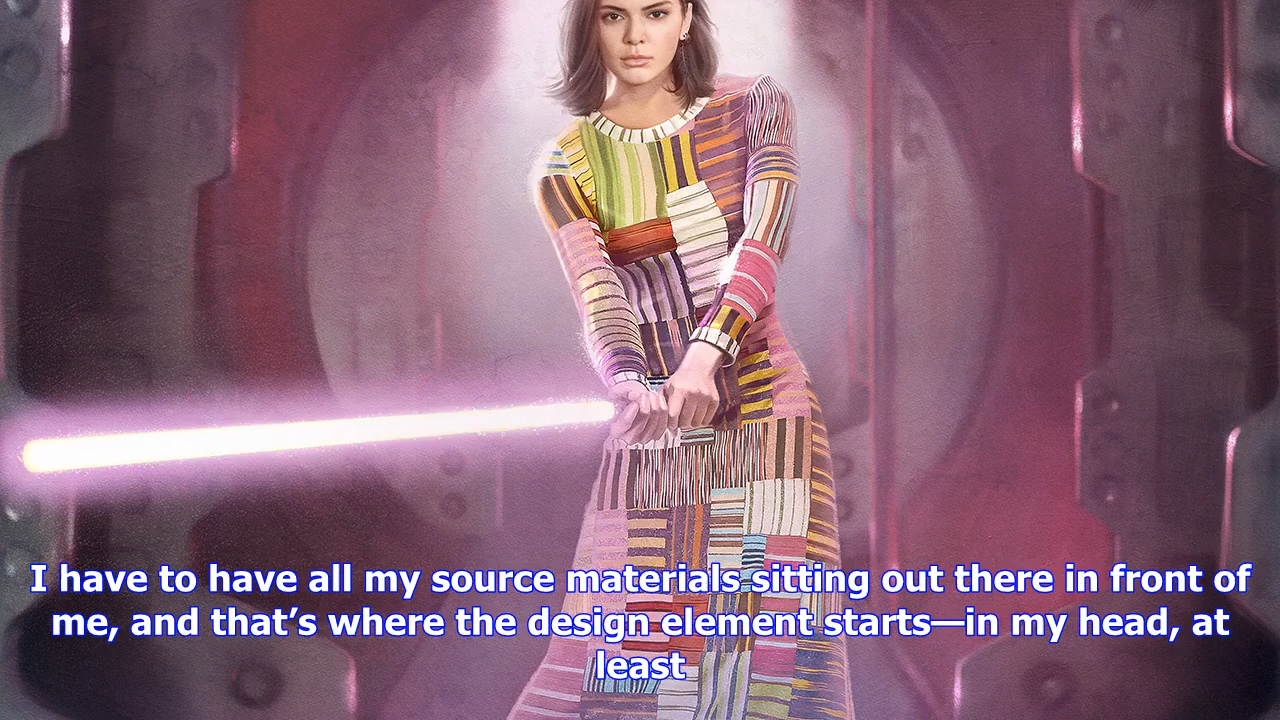 I have to have all my source materials sitting out there in front of
me, and that’s where the design element starts—in my head, at
least